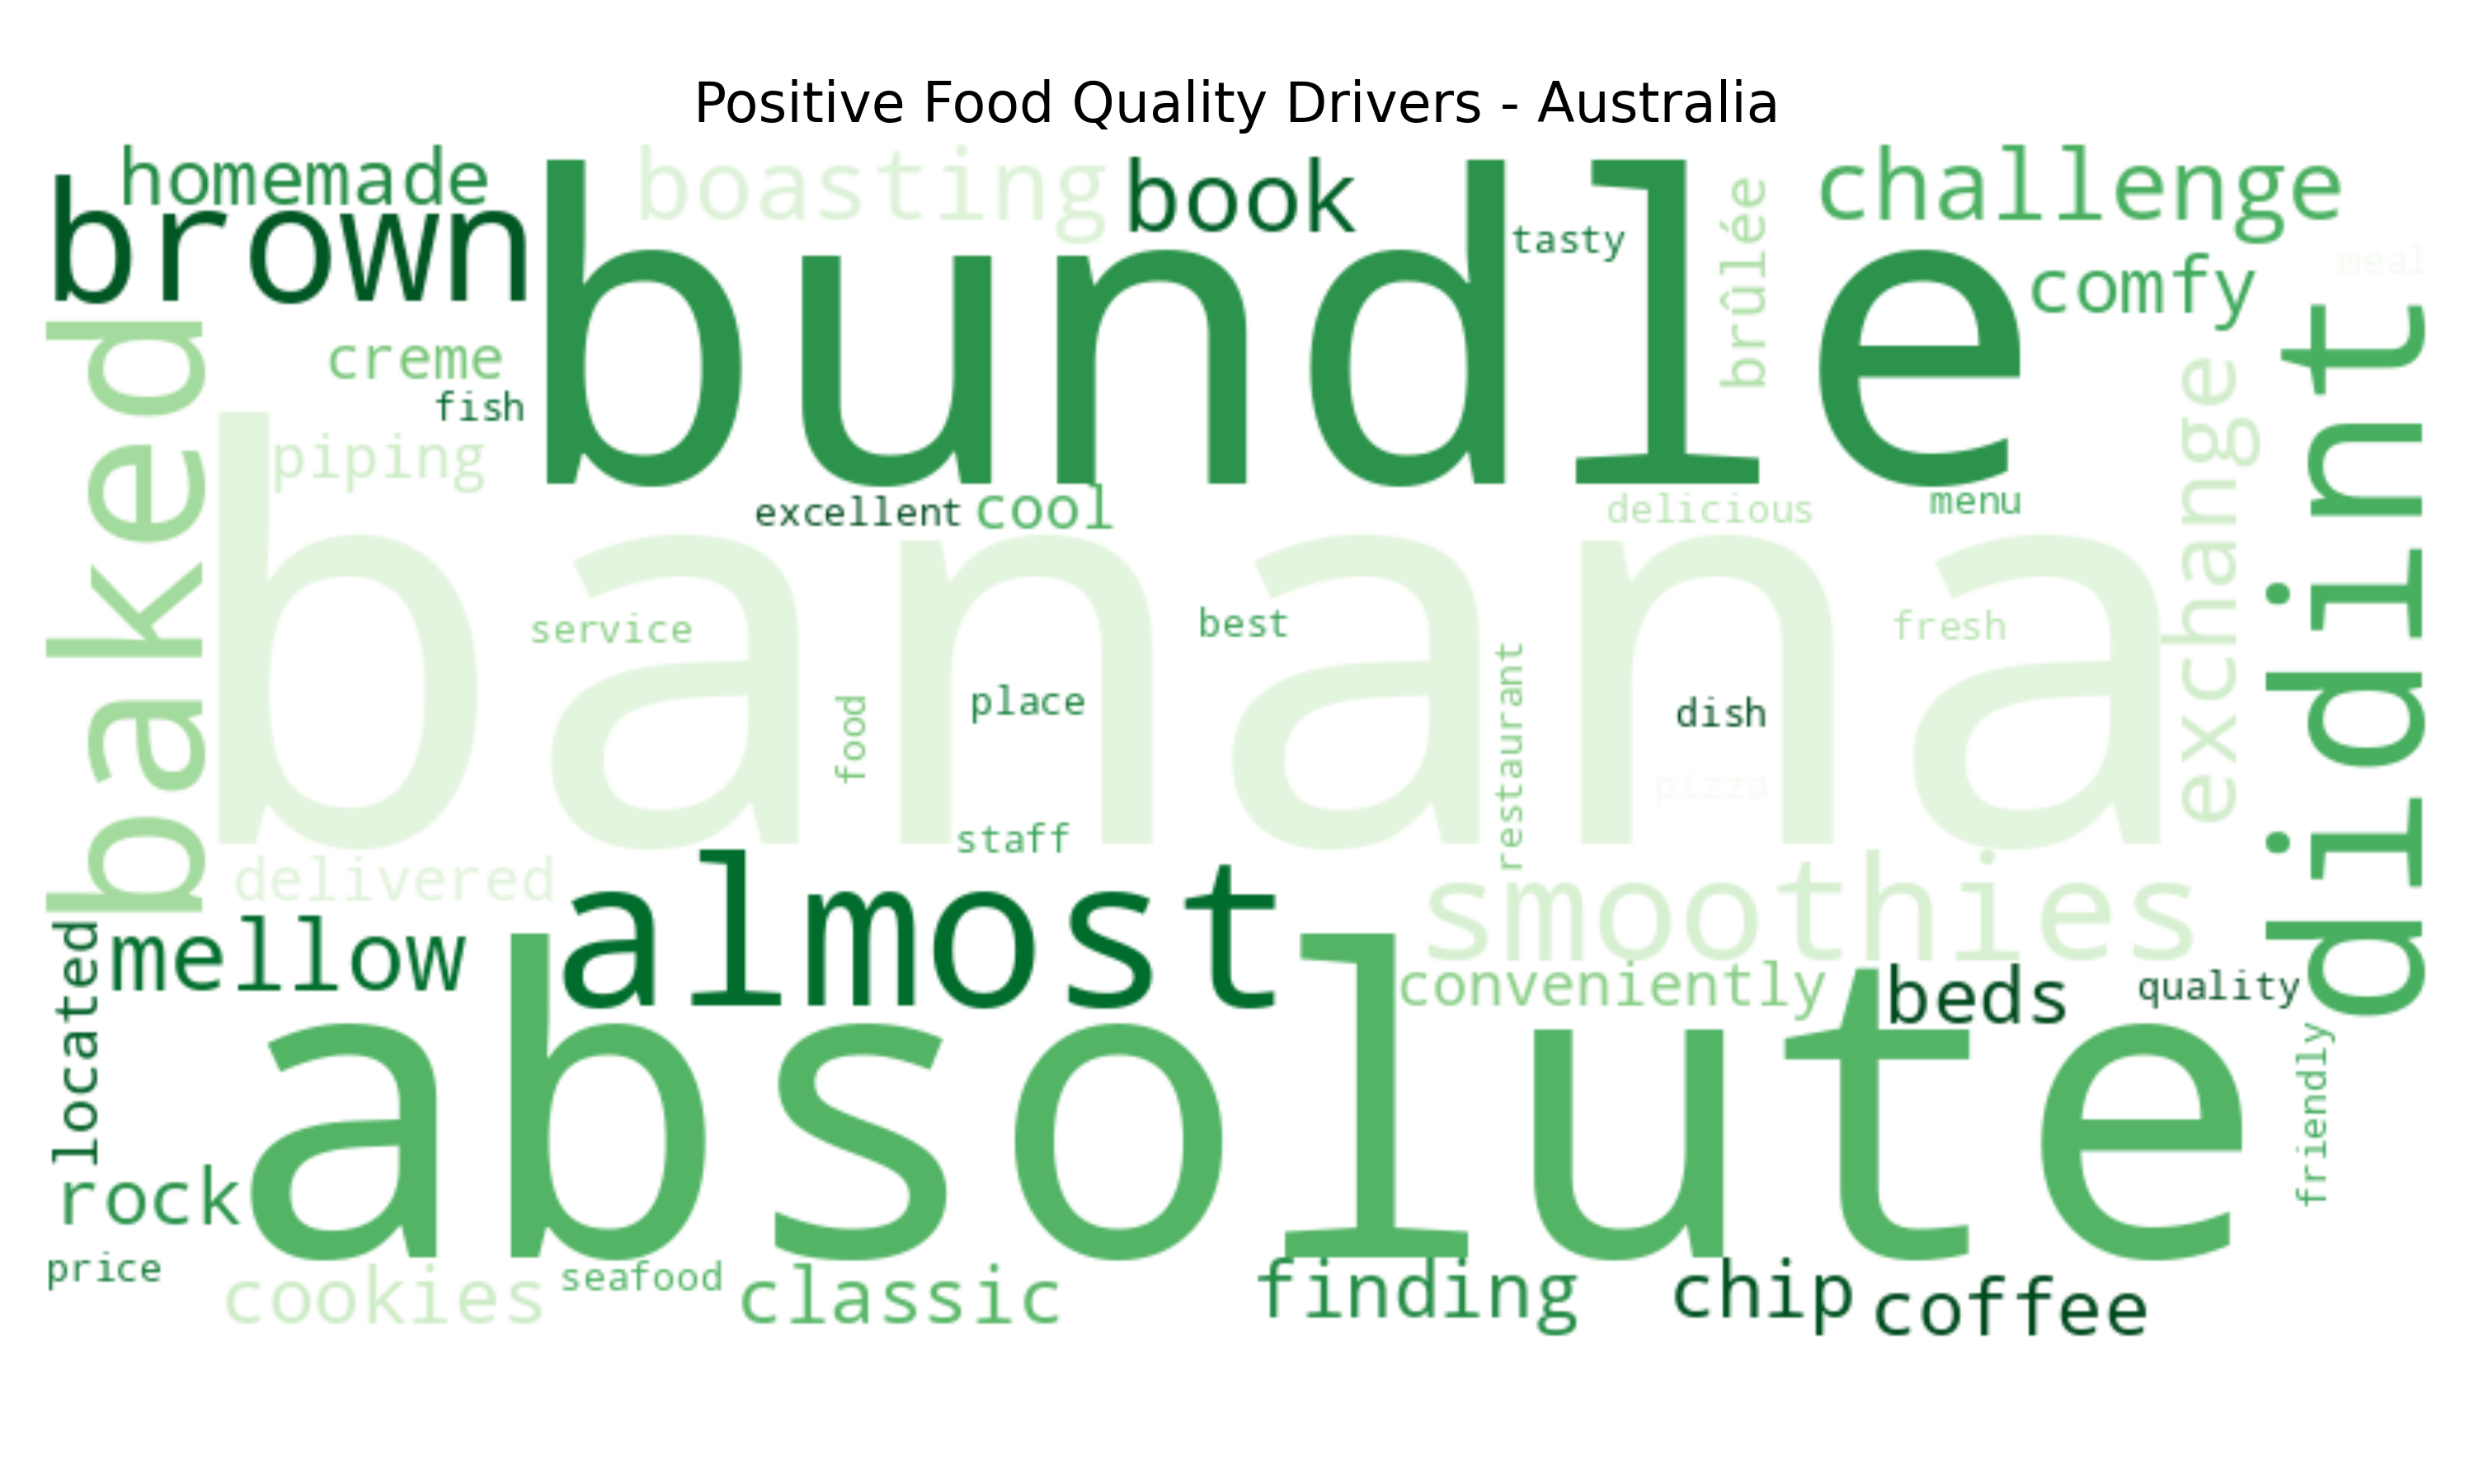 Positive Food Quality Drivers - Australia
homemade
boasting
book
challenge
brown
bundle
tasty
brûlée
comfy
meal
creme
fish
piping
baked
excellent
cool
delicious
menu
exchange
didint
banana
service
best
fresh
food
place
restaurant
dish
pizza
staff
delivered
almost
smoothies
mellow
located
conveniently
beds
quality
absolute
friendly
rock
price
cookies
seafood
classic
finding
chip
coffee